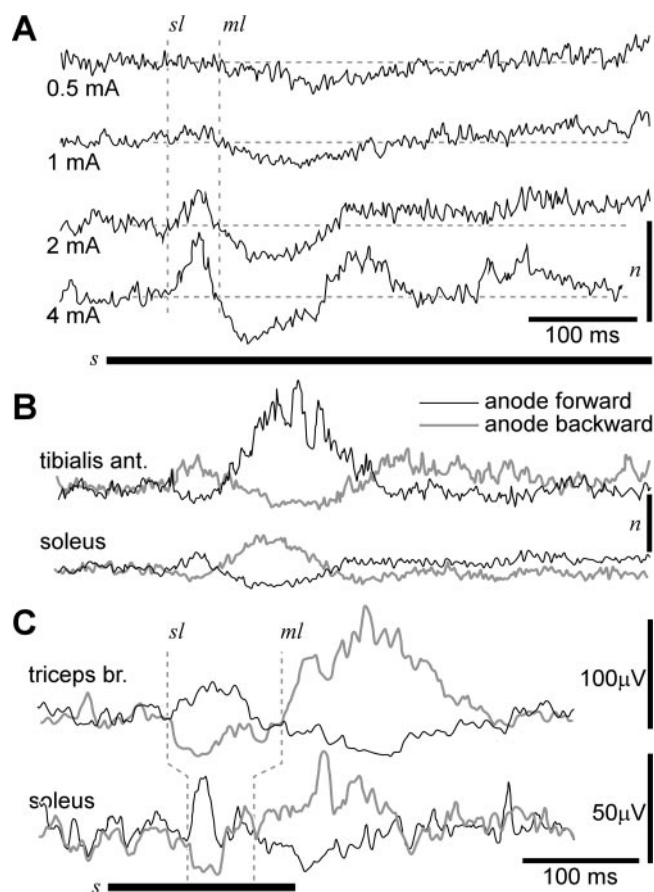 A
sl ml
0.5 mA
1 mA
2 mA
4 mA
n
100 ms
s
B
anode forward
anode backward
tibialis ant.
n
soleus
C
sl ml
triceps br.
100μV
soleus
50μV
s
100 ms